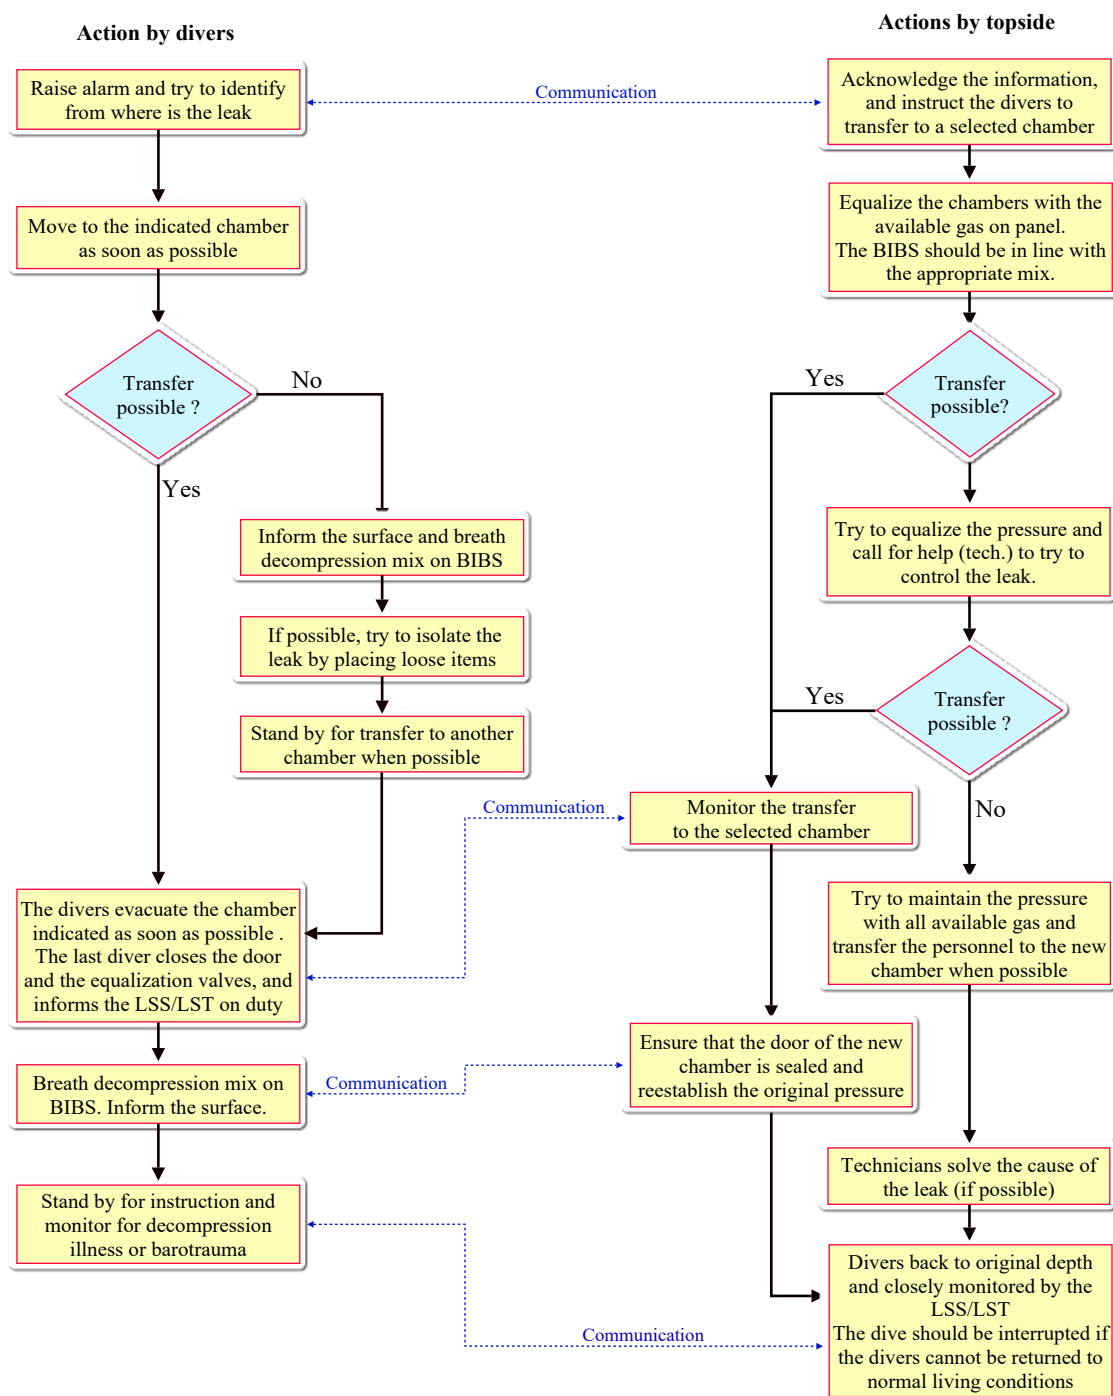 Action by divers
Raise alarm and try to identify
from where is the leak
Move to the indicated chamber
as soon as possible
Transfer
possible ?
No
Yes
Inform the surface and breath
decompression mix on BIBS
If possible, try to isolate the
leak by placing loose items
Stand by for transfer to another
chamber when possible
The divers evacuate the chamber
indicated as soon as possible .
The last diver closes the door
and the equalization valves, and
informs the LSS/LST on duty
Breath decompression mix on
BIBS. Inform the surface.
Stand by for instruction and
monitor for decompression
illness or barotrauma
Communication
Communication
Communication
Communication
Actions by topside
Acknowledge the information,
and instruct the divers to
transfer to a selected chamber
Equalize the chambers with the
available gas on panel.
The BIBS should be in line with
the appropriate mix.
Yes
Transfer
possible?
Try to equalize the pressure and
call for help (tech.) to try to
control the leak.
Yes
Transfer
possible ?
No
Monitor the transfer
to the selected chamber
Try to maintain the pressure
with all available gas and
transfer the personnel to the new
chamber when possible
Ensure that the door of the new
chamber is sealed and
reestablish the original pressure
Technicians solve the cause of
the leak (if possible)
Divers back to original depth
and closely monitored by the
LSS/LST
The dive should be interrupted if
the divers cannot be returned to
normal living conditions